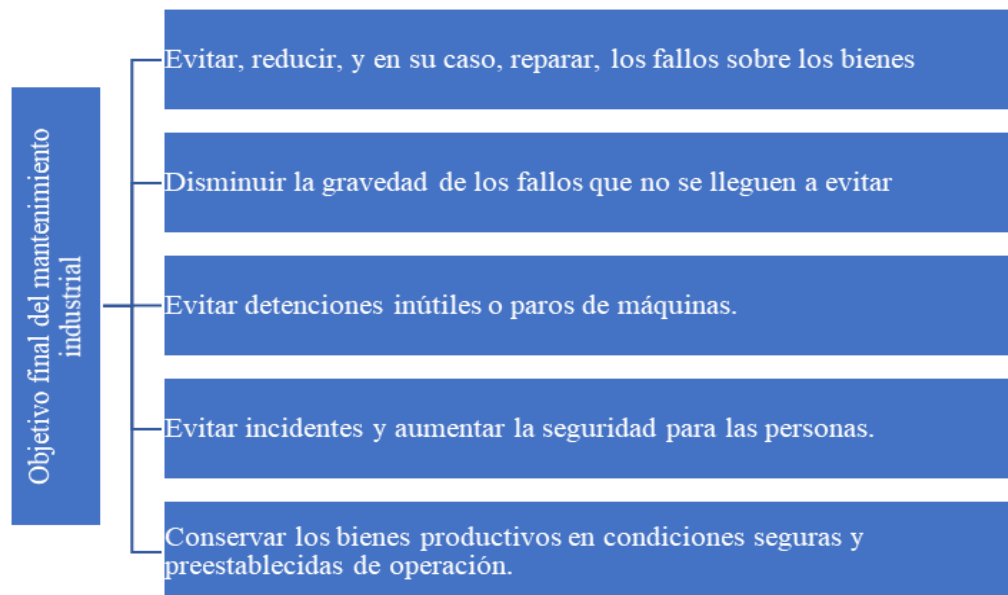 Objetivo final del mantenimiento
industrial
Evitar, reducir, y en su caso, reparar, los fallos sobre los bienes
Disminuir la gravedad de los fallos que no se lleguen a evitar
Evitar detenciones inútiles o paros de máquinas.
Evitar incidentes y aumentar la seguridad para las personas.
Conservar los bienes productivos en condiciones seguras y
preestablecidas de operación.